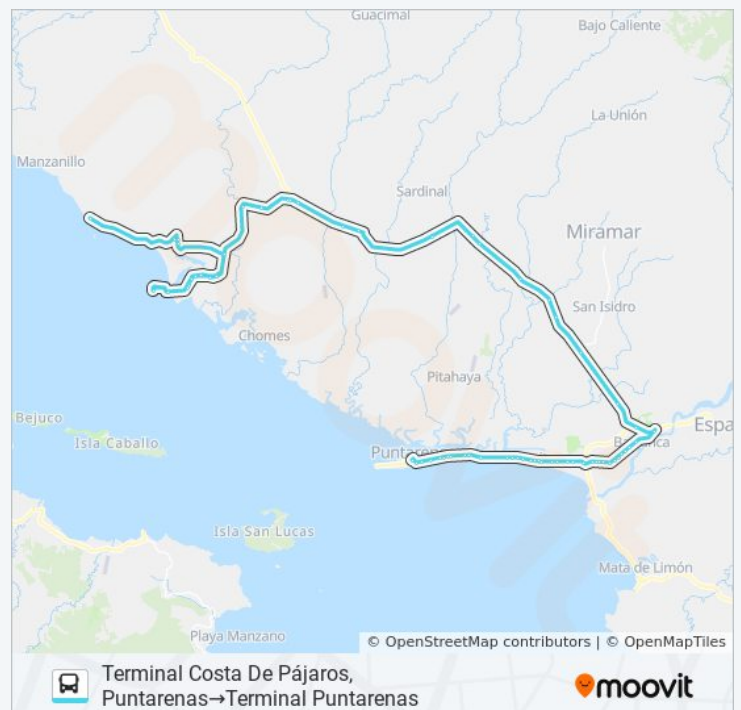 Guacimal
Bajo Caliente
La Unión
Manzanillo
Sardinal
Miramar
San Isidro
Chomes
Pitahaya
Bejuco
Isla Caballo
Espa
Isla San Lucas
Mata de Limón
Playa Manzano
© OpenStreetMap contributors | © OpenMapTiles
Terminal Costa De Pájaros,
Puntarenas→Terminal Puntarenas
moovit